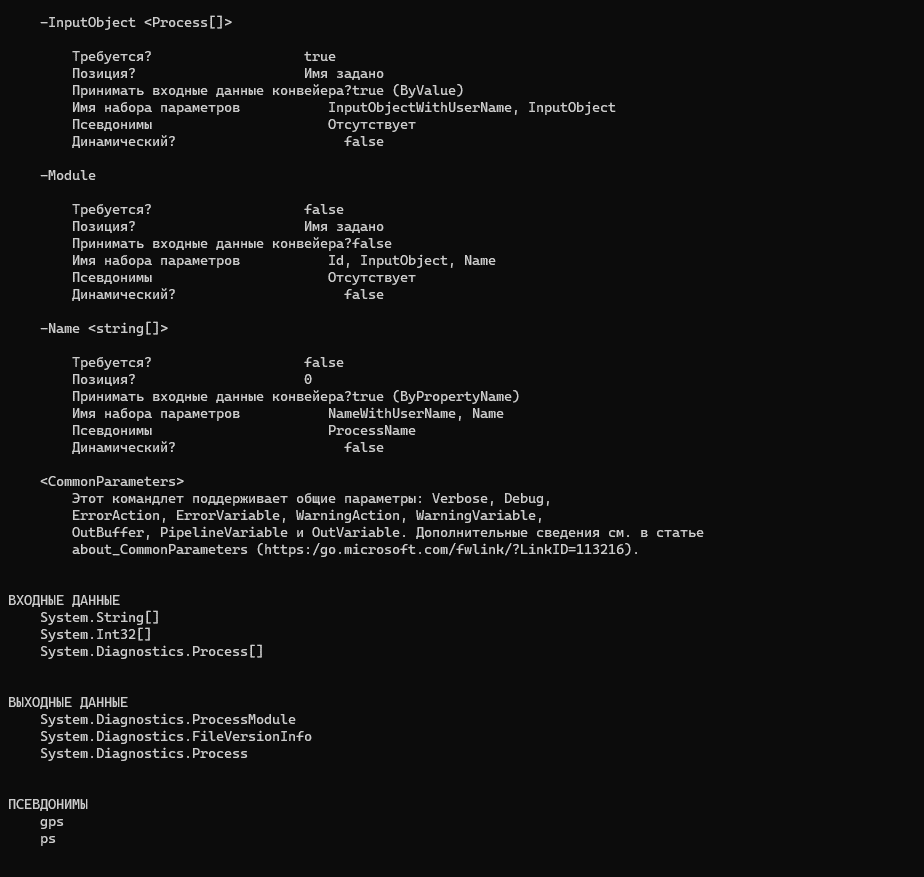 -InputObject <Process[]>
Требуется? true
Позиция? Имя задано
Принимать входные данные конвейера?true (ByValue)
Имя набора параметров InputObjectWithUserName, InputObject
Псевдонимы Отсутствует
Динамический? false
-Module
Требуется? false
Позиция? Имя задано
Принимать входные данные конвейера?false
Имя набора параметров Id, InputObject, Name
Псевдонимы Отсутствует
Динамический? false
-Name <string[]>
Требуется? false
Позиция? 0
Принимать входные данные конвейера?true (ByPropertyName)
Имя набора параметров NameWithUserName, Name
Псевдонимы ProcessName
Динамический? false
<CommonParameters>
Этот командлет поддерживает общие параметры: Verbose, Debug,
ErrorAction, ErrorVariable, WarningAction, WarningVariable,
OutBuffer, PipelineVariable и OutVariable. Дополнительные сведения см. в статье
about_CommonParameters (https:/go.microsoft.com/fwlink/?LinkID=113216).
ВХОДНЫЕ ДАННЫЕ
System.String[]
System.Int32[]
System.Diagnostics.Process[]
ВЫХОДНЫЕ ДАННЫЕ
System.Diagnostics.ProcessModule
System.Diagnostics.FileVersionInfo
System.Diagnostics.Process
ПСЕВДОНИМЫ
gps
ps